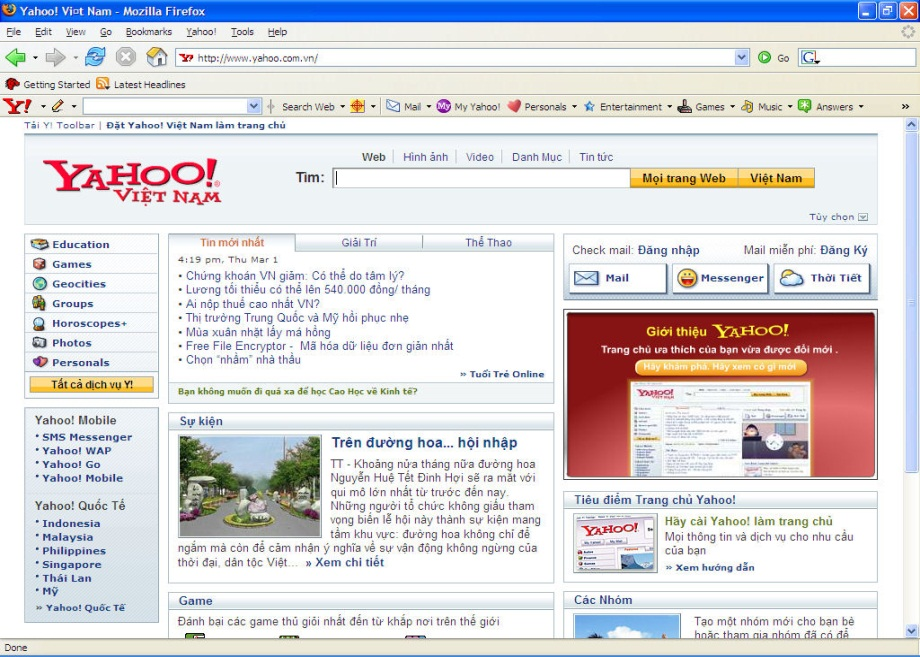 Yahoo! Vi¤t Nam - Mozilla Firefox
File Edit View Go Bookmarks Yahoo! Tools Help
http://www.yahoo.com.vn/ Go
Getting Started Latest Headlines
Y! Search Web Mail My Yahoo! Personals Entertainment Games Music Answers »
Tải Y! Toolbar | Đặt Yahoo! Việt Nam làm trang chủ
YAHOO! VIỆT NAM
Web | Hình ảnh | Video | Danh Mục | Tin tức
Tìm: Mọi trang Web Việt Nam
Tùy chọn
Education
Games
Geocities
Groups
Horoscopes+
Photos
Personals
Tất cả dịch vụ Y!
Yahoo! Mobile
• SMS Messenger
• Yahoo! WAP
• Yahoo! Go
• Yahoo! Mobile
Yahoo! Quốc Tế
• Indonesia
• Malaysia
• Philippines
• Singapore
• Thái Lan
• Mỹ
» Yahoo! Quốc Tế
Tin mới nhất Giải Trí Thể Thao
4:19 pm, Thu Mar 1
• Chứng khoán VN giảm: Có thể do tâm lý?
• Lương tối thiểu có thể lên 540.000 đồng/ tháng
• Ai nộp thuế cao nhất VN?
• Thị trường Trung Quốc và Mỹ hồi phục nhẹ
• Mùa xuân nhặt lấy má hồng
• Free File Encryptor - Mã hóa dữ liệu đơn giản nhất
• Chọn "nhầm" nhà thầu
» Tuổi Trẻ Online
Bạn không muốn đi quá xa để học Cao Học về Kinh tế?
Sự kiện
Trên đường hoa... hội nhập
TT - Khoảng nửa tháng nữa đường hoa
Nguyễn Huệ Tết Đinh Hợi sẽ ra mắt với
qui mô lớn nhất từ trước đến nay.
Những người tổ chức không giấu tham
vọng biến lễ hội này thành sự kiện mang
tầm khu vực: đường hoa không chỉ để
ngắm mà còn để cảm nhận ý nghĩa về sự vận động không ngừng của
thời đại, dân tộc Việt... » Xem chi tiết
Game
Đánh bại các game thủ giỏi nhất đến từ khắp nơi trên thế giới
Check mail: Đăng nhập Mail miễn phí: Đăng Ký
Mail Messenger Thời Tiết
Giới thiệu YAHOO!
Trang chủ ưa thích của bạn vừa được đổi mới .
Hãy khám phá. Hãy xem có gì mới
Tiêu điểm Trang chủ Yahoo!
YAHOO!
Hãy cài Yahoo! làm trang chủ
Mọi thông tin và dịch vụ cho nhu cầu
của bạn
» Xem hướng dẫn
Các Nhóm
Tạo một nhóm mới cho bạn bè
hoặc tham gia nhóm đã có để
Done